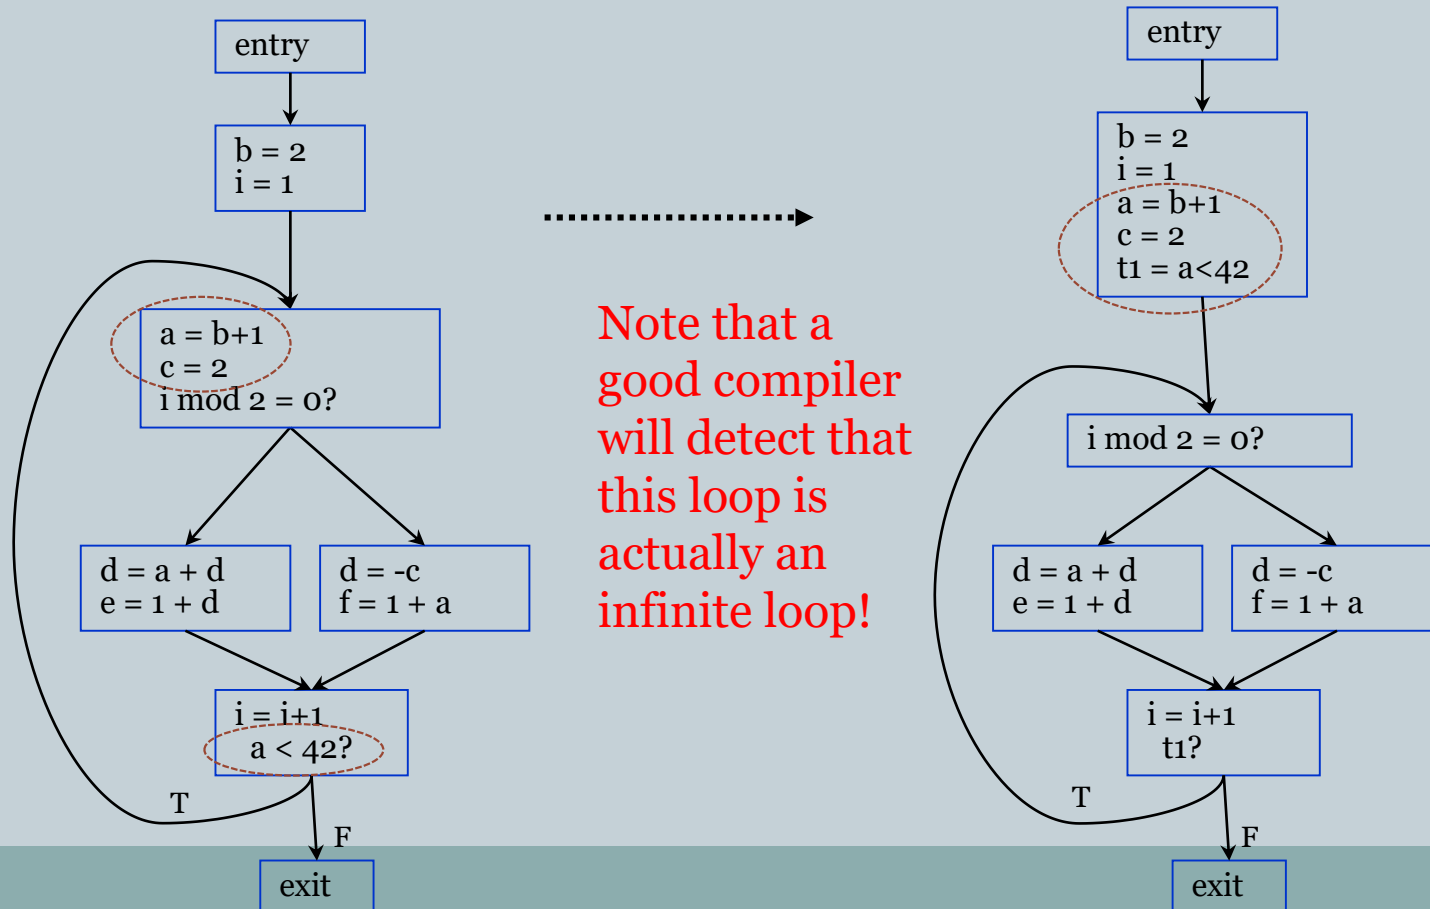 entry
b = 2
i = 1
a = b+1
c = 2
i mod 2 = 0?
d = a + d
e = 1 + d
d = -c
f = 1 + a
i = i+1
a < 42?
T
F
exit
Note that a
good compiler
will detect that
this loop is
actually an
infinite loop!
entry
b = 2
i = 1
a = b+1
c = 2
t1 = a<42
i mod 2 = 0?
d = a + d
e = 1 + d
d = -c
f = 1 + a
i = i+1
t1?
T
F
exit